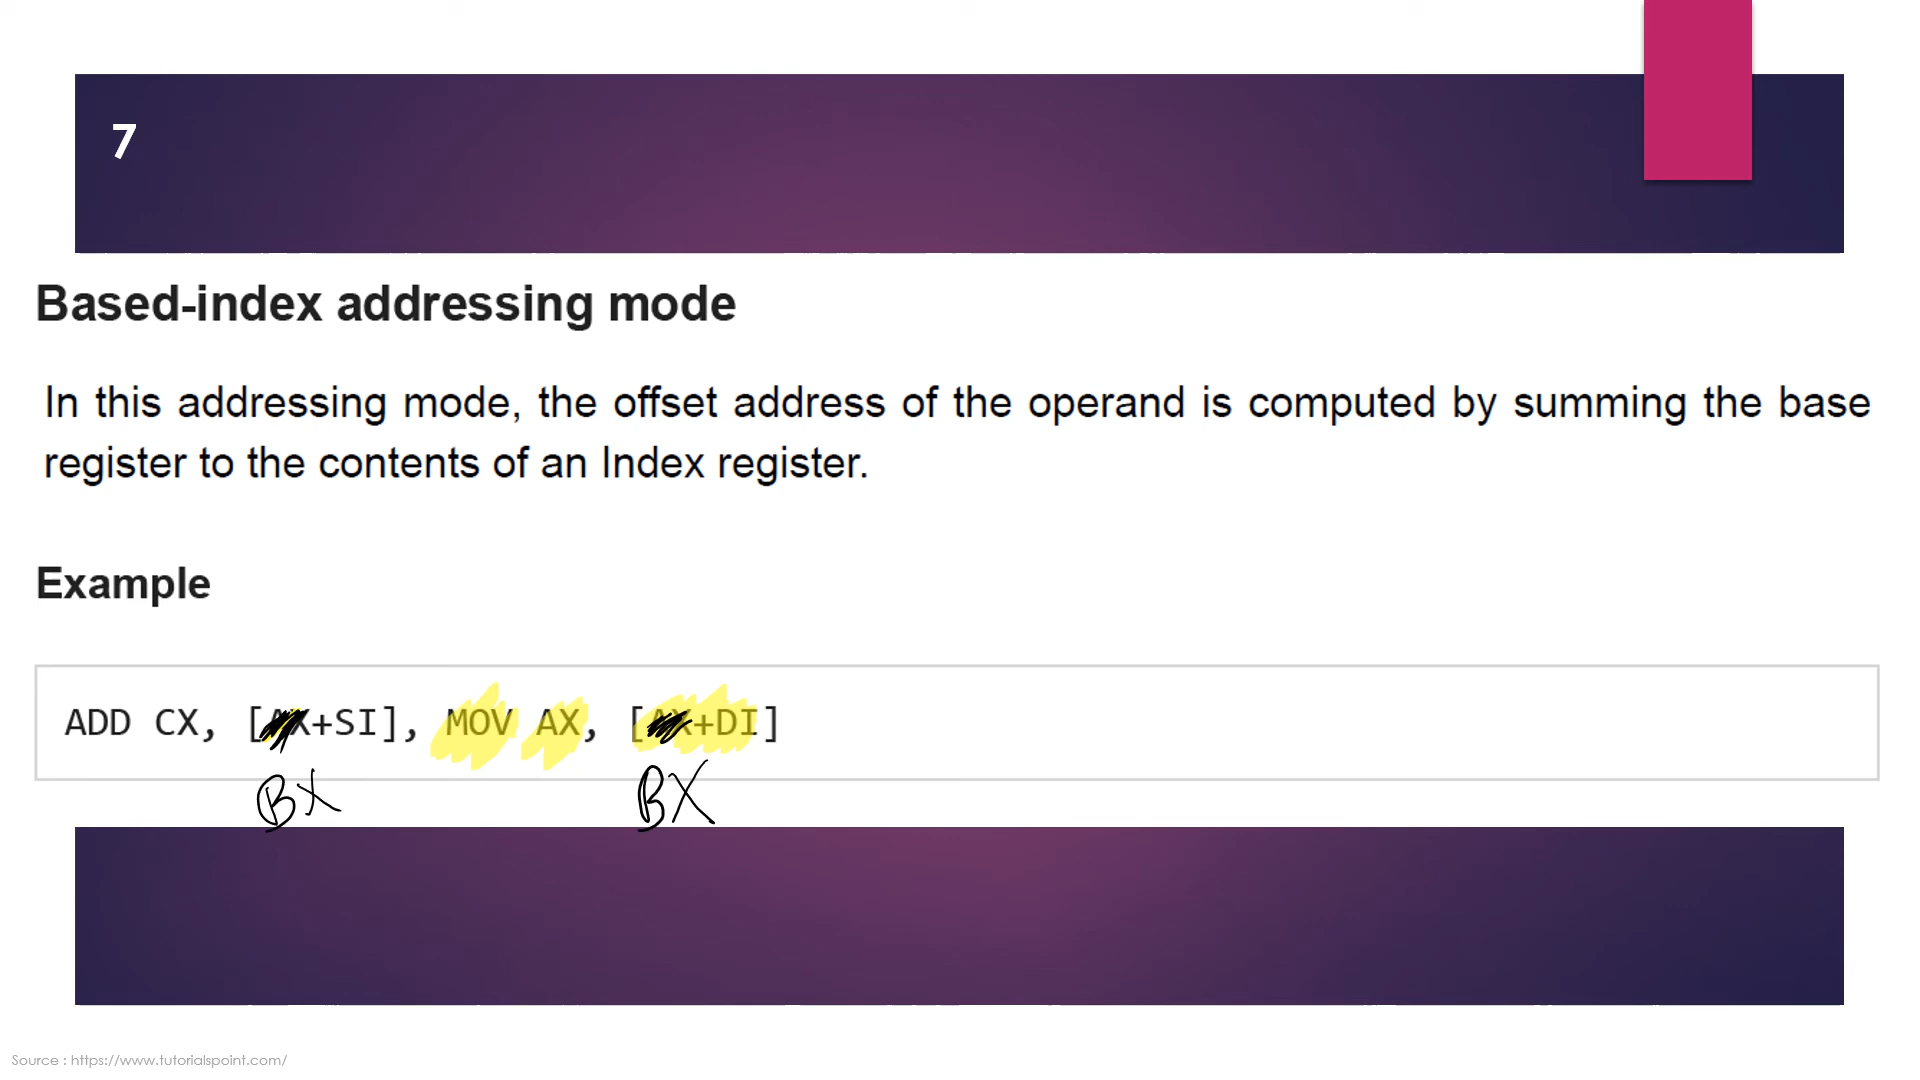 7
Based-index addressing mode
In this addressing mode, the offset address of the operand is computed by summing the base
register to the contents of an Index register.
Example
ADD CX, [AX+SI], MOV AX, [AX+DI]
BX BX
Source : https://www.tutorialspoint.com/